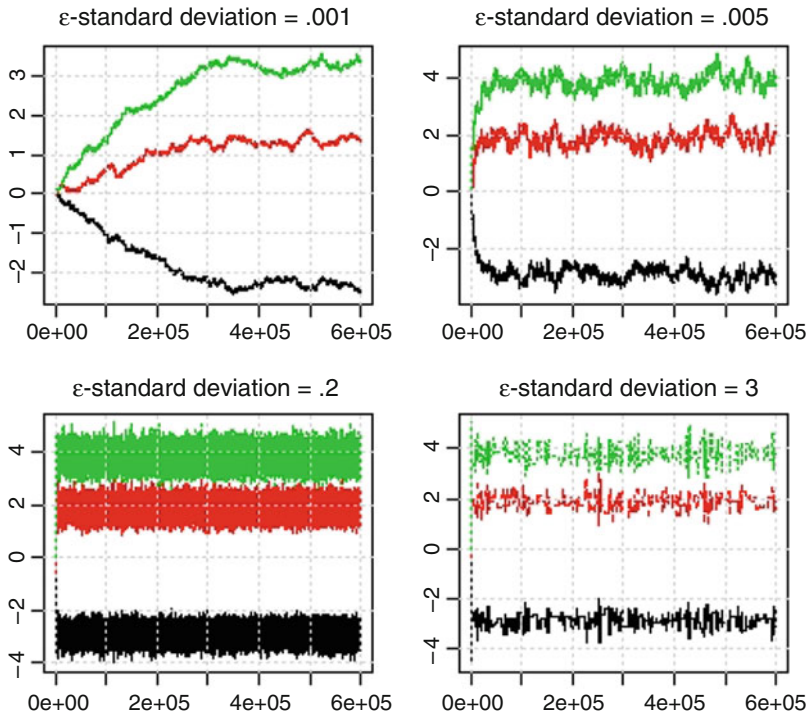 ε-standard deviation = .001
3
2
1
0
−1
−2
0e+00 2e+05 4e+05 6e+05
ε-standard deviation = .005
4
2
0
−2
0e+00 2e+05 4e+05 6e+05
ε-standard deviation = .2
4
2
0
−2
−4
0e+00 2e+05 4e+05 6e+05
ε-standard deviation = 3
4
2
0
−2
−4
0e+00 2e+05 4e+05 6e+05